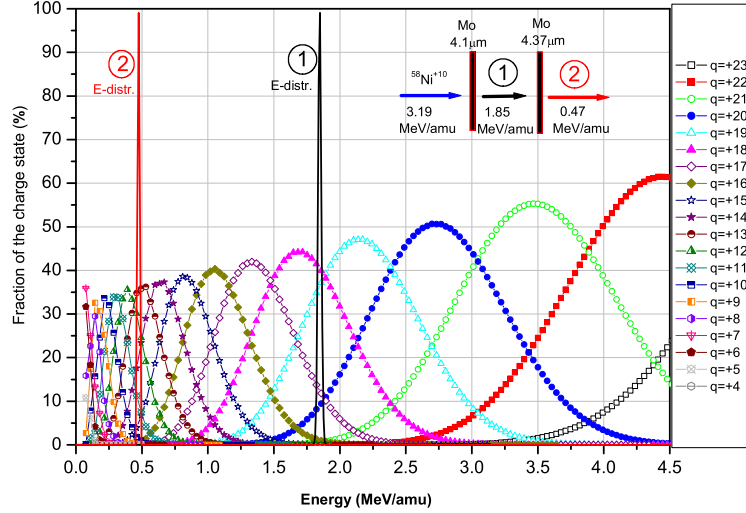 Mo
4.1μm
Mo
4.37μm
2
E-distr.
1
E-distr.
⁵⁸Ni⁺¹⁰
1
2
3.19
MeV/amu
1.85
MeV/amu
0.47
MeV/amu
Fraction of the charge state (%)
100
90
80
70
60
50
40
30
20
10
0
0.0
0.5
1.0
1.5
2.0
2.5
3.0
3.5
4.0
4.5
Energy (MeV/amu)
q=+23
q=+22
q=+21
q=+20
q=+19
q=+18
q=+17
q=+16
q=+15
q=+14
q=+13
q=+12
q=+11
q=+10
q=+9
q=+8
q=+7
q=+6
q=+5
q=+4